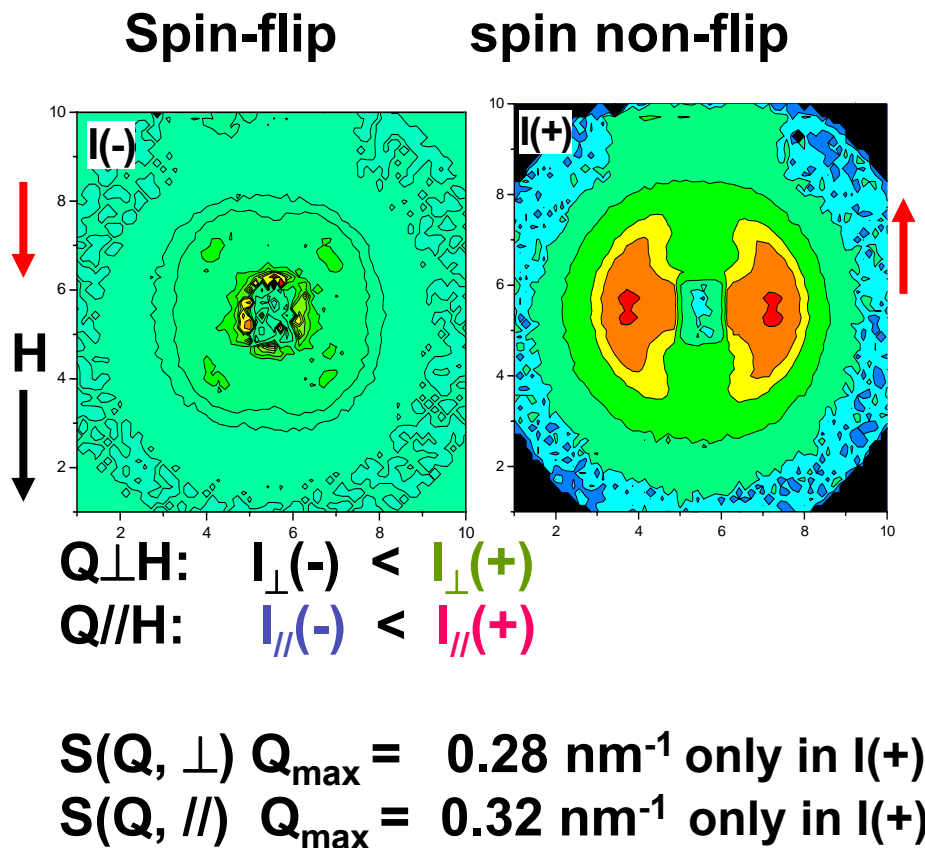 Spin-flip spin non-flip
I(-) I(+)
10 10
8 8
6 6
H
4 4
2 2
2 4 6 8 10 2 4 6 8 10
Q⊥H: I⊥(-) < I⊥(+)
Q//H: I//(-) < I//(+)
S(Q, ⊥) Qmax = 0.28 nm-1 only in I(+)
S(Q, //) Qmax = 0.32 nm-1 only in I(+)